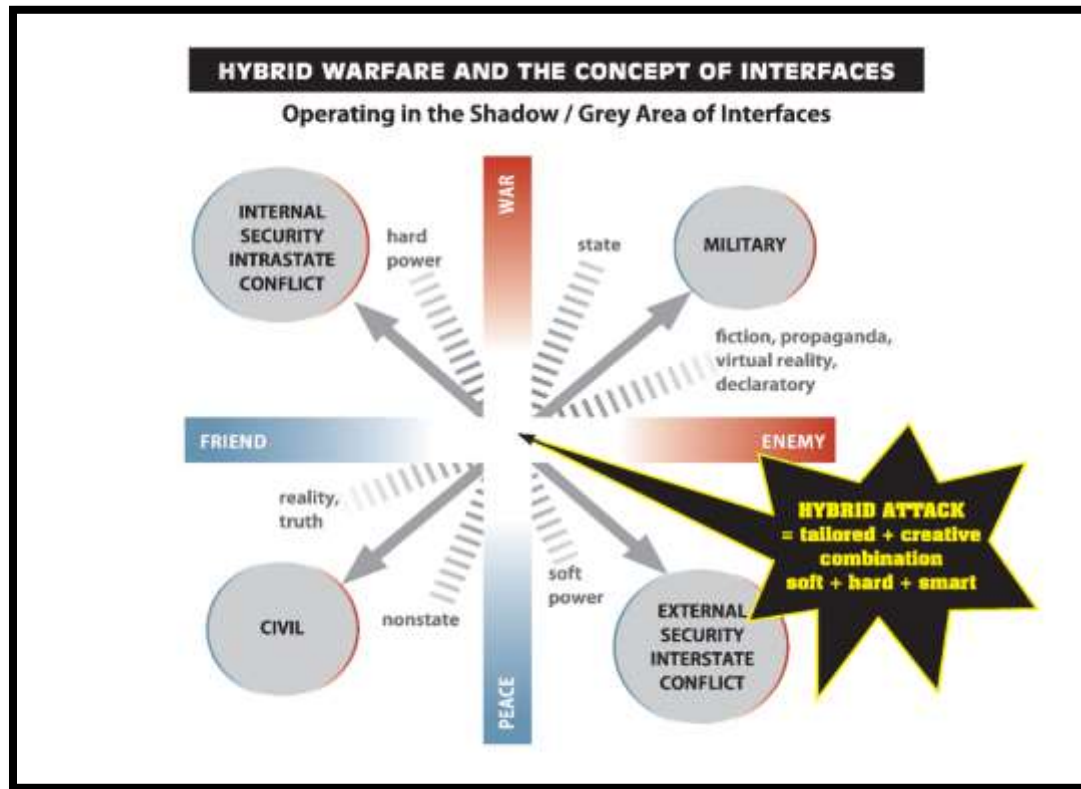 HYBRID WARFARE AND THE CONCEPT OF INTERFACES
Operating in the Shadow / Grey Area of Interfaces
INTERNAL
SECURITY
INTRASTATE
CONFLICT
hard
power
WAR
state
MILITARY
fiction, propaganda,
virtual reality,
declaratory
FRIEND
ENEMY
reality,
truth
CIVIL
nonstate
PEACE
soft
power
EXTERNAL
SECURITY
INTERSTATE
CONFLICT
HYBRID ATTACK
= tailored + creative
combination
soft + hard + smart